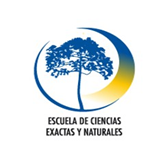 ESCUELA DE CIENCIAS
EXACTAS Y NATURALES